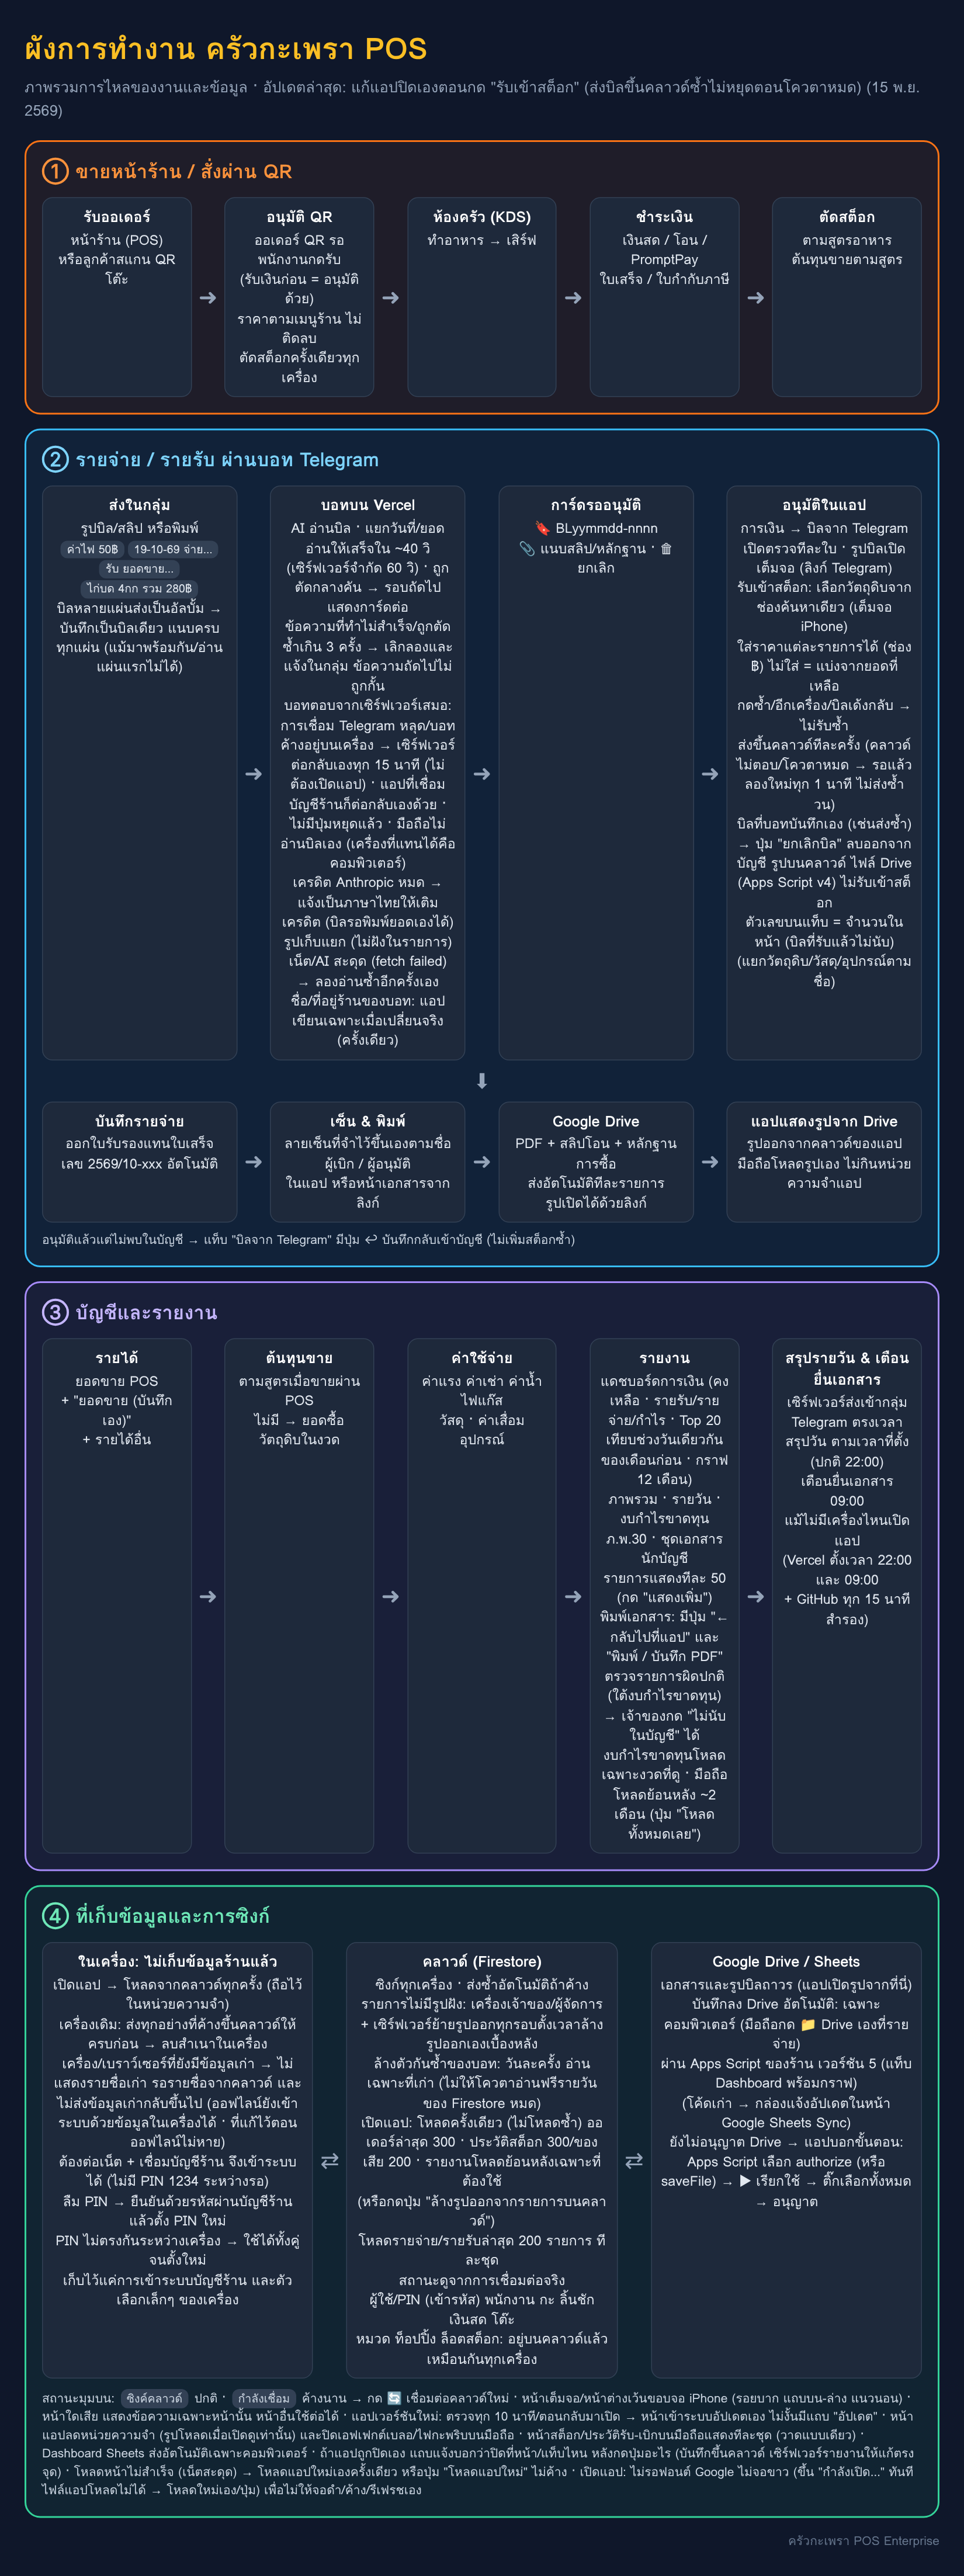 ผังการทำงาน ครัวกะเพรา POS
ภาพรวมการไหลของงานและข้อมูล · อัปเดตล่าสุด: แก้แอปปิดเองตอนกด "รับเข้าสต็อก" (ส่งบิลขึ้นคลาวด์ซ้ำไม่หยุดตอนโควตาหมด) (15 พ.ย.
2569)
① ขายหน้าร้าน / สั่งผ่าน QR
รับออเดอร์
หน้าร้าน (POS)
หรือลูกค้าสแกน QR
โต๊ะ
➜
อนุมัติ QR
ออเดอร์ QR รอ
พนักงานกดรับ
(รับเงินก่อน = อนุมัติ
ด้วย)
ราคาตามเมนูร้าน ไม่
ติดลบ
ตัดสต็อกครั้งเดียวทุก
เครื่อง
➜
ห้องครัว (KDS)
ทำอาหาร → เสิร์ฟ
➜
ชำระเงิน
เงินสด / โอน /
PromptPay
ใบเสร็จ / ใบกำกับภาษี
➜
ตัดสต็อก
ตามสูตรอาหาร
ต้นทุนขายตามสูตร
② รายจ่าย / รายรับ ผ่านบอท Telegram
ส่งในกลุ่ม
รูปบิล/สลิป หรือพิมพ์
ค่าไฟ 50฿ 19-10-69 จ่าย...
รับ ยอดขาย...
ไก่บด 4กก รวม 280฿
บิลหลายแผ่นส่งเป็นอัลบั้ม →
บันทึกเป็นบิลเดียว แนบครบ
ทุกแผ่น (แม้มาพร้อมกัน/อ่าน
แผ่นแรกไม่ได้)
➜
บอทบน Vercel
AI อ่านบิล · แยกวันที่/ยอด
อ่านให้เสร็จใน ~40 วิ
(เซิร์ฟเวอร์จำกัด 60 วิ) · ถูก
ตัดกลางคัน → รอบถัดไป
แสดงการ์ดต่อ
ข้อความที่ทำไม่สำเร็จ/ถูกตัด
ซ้ำเกิน 3 ครั้ง → เลิกลองและ
แจ้งในกลุ่ม ข้อความถัดไปไม่
ถูกกั้น
บอทตอบจากเซิร์ฟเวอร์เสมอ:
การเชื่อม Telegram หลุด/บอท
ค้างอยู่บนเครื่อง → เซิร์ฟเวอร์
ต่อกลับเองทุก 15 นาที (ไม่
ต้องเปิดแอป) · แอปที่เชื่อม
บัญชีร้านก็ต่อกลับเองด้วย ·
ไม่มีปุ่มหยุดแล้ว · มือถือไม่
อ่านบิลเอง (เครื่องที่แทนได้คือ
คอมพิวเตอร์)
เครดิต Anthropic หมด →
แจ้งเป็นภาษาไทยให้เติม
เครดิต (บิลรอพิมพ์ยอดเองได้)
รูปเก็บแยก (ไม่ฝังในรายการ)
เน็ต/AI สะดุด (fetch failed)
→ ลองอ่านซ้ำอีกครั้งเอง
ชื่อ/ที่อยู่ร้านของบอท: แอป
เขียนเฉพาะเมื่อเปลี่ยนจริง
(ครั้งเดียว)
➜
การ์ดรออนุมัติ
🔖 BLyymmdd-nnnn
📎 แนบสลิป/หลักฐาน · 🗑
ยกเลิก
➜
อนุมัติในแอป
การเงิน → บิลจาก Telegram
เปิดตรวจทีละใบ · รูปบิลเปิด
เต็มจอ (ลิงก์ Telegram)
รับเข้าสต็อก: เลือกวัตถุดิบจาก
ช่องค้นหาเดียว (เต็มจอ
iPhone)
ใส่ราคาแต่ละรายการได้ (ช่อง
฿) ไม่ใส่ = แบ่งจากยอดที่
เหลือ
กดซ้ำ/อีกเครื่อง/บิลเด้งกลับ →
ไม่รับซ้ำ
ส่งขึ้นคลาวด์ทีละครั้ง (คลาวด์
ไม่ตอบ/โควตาหมด → รอแล้ว
ลองใหม่ทุก 1 นาที ไม่ส่งซ้ำ
วน)
บิลที่บอทบันทึกเอง (เช่นส่งซ้ำ)
→ ปุ่ม "ยกเลิกบิล" ลบออกจาก
บัญชี รูปบนคลาวด์ ไฟล์ Drive
(Apps Script v4) ไม่รับเข้าสต็
อก
ตัวเลขบนแท็บ = จำนวนใน
หน้า (บิลที่รับแล้วไม่นับ)
(แยกวัตถุดิบ/วัสดุ/อุปกรณ์ตาม
ชื่อ)
⬇
บันทึกรายจ่าย
ออกใบรับรองแทนใบเสร็จ
เลข 2569/10-xxx อัตโนมัติ
➜
เซ็น & พิมพ์
ลายเซ็นที่จำไว้ขึ้นเองตามชื่อ
ผู้เบิก / ผู้อนุมัติ
ในแอป หรือหน้าเอกสารจาก
ลิงก์
➜
Google Drive
PDF + สลิปโอน + หลักฐาน
การซื้อ
ส่งอัตโนมัติทีละรายการ
รูปเปิดได้ด้วยลิงก์
➜
แอปแสดงรูปจาก Drive
รูปออกจากคลาวด์ของแอป
มือถือโหลดรูปเอง ไม่กินหน่วย
ความจำแอป
อนุมัติแล้วแต่ไม่พบในบัญชี → แท็บ "บิลจาก Telegram" มีปุ่ม ↩ บันทึกกลับเข้าบัญชี (ไม่เพิ่มสต็อกซ้ำ)
③ บัญชีและรายงาน
รายได้
ยอดขาย POS
+ "ยอดขาย (บันทึก
เอง)"
+ รายได้อื่น
➜
ต้นทุนขาย
ตามสูตรเมื่อขายผ่าน
POS
ไม่มี → ยอดซื้อ
วัตถุดิบในงวด
➜
ค่าใช้จ่าย
ค่าแรง ค่าเช่า ค่าน้ำ
ไฟแก๊ส
วัสดุ · ค่าเสื่อม
อุปกรณ์
➜
รายงาน
แดชบอร์ดการเงิน (คง
เหลือ · รายรับ/ราย
จ่าย/กำไร · Top 20
เทียบช่วงวันเดียวกัน
ของเดือนก่อน · กราฟ
12 เดือน)
ภาพรวม · รายวัน ·
งบกำไรขาดทุน
ภ.พ.30 · ชุดเอกสาร
นักบัญชี
รายการแสดงทีละ 50
(กด "แสดงเพิ่ม")
พิมพ์เอกสาร: มีปุ่ม "←
กลับไปที่แอป" และ
"พิมพ์ / บันทึก PDF"
ตรวจรายการผิดปกติ
(ใต้งบกำไรขาดทุน)
→ เจ้าของกด "ไม่นับ
ในบัญชี" ได้
งบกำไรขาดทุนโหลด
เฉพาะงวดที่ดู · มือถือ
โหลดย้อนหลัง ~2
เดือน (ปุ่ม "โหลด
ทั้งหมดเลย")
➜
สรุปรายวัน & เตือน
ยื่นเอกสาร
เซิร์ฟเวอร์ส่งเข้ากลุ่ม
Telegram ตรงเวลา
สรุปวัน ตามเวลาที่ตั้ง
(ปกติ 22:00)
เตือนยื่นเอกสาร
09:00
แม้ไม่มีเครื่องไหนเปิด
แอป
(Vercel ตั้งเวลา 22:00
และ 09:00
+ GitHub ทุก 15 นาที
สำรอง)
④ ที่เก็บข้อมูลและการซิงก์
ในเครื่อง: ไม่เก็บข้อมูลร้านแล้ว
เปิดแอป → โหลดจากคลาวด์ทุกครั้ง (ถือไว้
ในหน่วยความจำ)
เครื่องเดิม: ส่งทุกอย่างที่ค้างขึ้นคลาวด์ให้
ครบก่อน → ลบสำเนาในเครื่อง
เครื่อง/เบราว์เซอร์ที่ยังมีข้อมูลเก่า → ไม่
แสดงรายชื่อเก่า รอรายชื่อจากคลาวด์ และ
ไม่ส่งข้อมูลเก่ากลับขึ้นไป (ออฟไลน์ยังเข้า
ระบบด้วยข้อมูลในเครื่องได้ · ที่แก้ไว้ตอน
ออฟไลน์ไม่หาย)
ต้องต่อเน็ต + เชื่อมบัญชีร้าน จึงเข้าระบบ
ได้ (ไม่มี PIN 1234 ระหว่างรอ)
ลืม PIN → ยืนยันด้วยรหัสผ่านบัญชีร้าน
แล้วตั้ง PIN ใหม่
PIN ไม่ตรงกันระหว่างเครื่อง → ใช้ได้ทั้งคู่
จนตั้งใหม่
เก็บไว้แค่การเข้าระบบบัญชีร้าน และตัว
เลือกเล็กๆ ของเครื่อง
⇄
คลาวด์ (Firestore)
ซิงก์ทุกเครื่อง · ส่งซ้ำอัตโนมัติถ้าค้าง
รายการไม่มีรูปฝัง: เครื่องเจ้าของ/ผู้จัดการ
+ เซิร์ฟเวอร์ย้ายรูปออกทุกรอบตั้งเวลาล้าง
รูปออกเองเบื้องหลัง
ล้างตัวกันซ้ำของบอท: วันละครั้ง อ่าน
เฉพาะที่เก่า (ไม่ให้โควตาอ่านฟรีรายวัน
ของ Firestore หมด)
เปิดแอป: โหลดครั้งเดียว (ไม่โหลดซ้ำ) ออ
เดอร์ล่าสุด 300 · ประวัติสต็อก 300/ของ
เสีย 200 · รายงานโหลดย้อนหลังเฉพาะที่
ต้องใช้
(หรือกดปุ่ม "ล้างรูปออกจากรายการบนคลา
วด์")
โหลดรายจ่าย/รายรับล่าสุด 200 รายการ ที
ละชุด
สถานะดูจากการเชื่อมต่อจริง
ผู้ใช้/PIN (เข้ารหัส) พนักงาน กะ ลิ้นชัก
เงินสด โต๊ะ
หมวด ท็อปปิ้ง ล็อตสต็อก: อยู่บนคลาวด์แล้ว
เหมือนกันทุกเครื่อง
⇄
Google Drive / Sheets
เอกสารและรูปบิลถาวร (แอปเปิดรูปจากที่นี่)
บันทึกลง Drive อัตโนมัติ: เฉพาะ
คอมพิวเตอร์ (มือถือกด 📁 Drive เองที่ราย
จ่าย)
ผ่าน Apps Script ของร้าน เวอร์ชัน 5 (แท็บ
Dashboard พร้อมกราฟ)
(โค้ดเก่า → กล่องแจ้งอัปเดตในหน้า
Google Sheets Sync)
ยังไม่อนุญาต Drive → แอปบอกขั้นตอน:
Apps Script เลือก authorize (หรือ
saveFile) → ▶ เรียกใช้ → ติ๊กเลือกทั้งหมด
→ อนุญาต
สถานะมุมบน: ซิงค์คลาวด์ ปกติ · กำลังเชื่อม ค้างนาน → กด 🔄 เชื่อมต่อคลาวด์ใหม่ · หน้าเต็มจอ/หน้าต่างเว้นขอบจอ iPhone (รอยบาก แถบบน-ล่าง แนวนอน) ·
หน้าใดเสีย แสดงข้อความเฉพาะหน้านั้น หน้าอื่นใช้ต่อได้ · แอปเวอร์ชันใหม่: ตรวจทุก 10 นาที/ตอนกลับมาเปิด → หน้าเข้าระบบอัปเดตเอง ไม่งั้นมีแถบ "อัปเดต" · หน้า
แอปลดหน่วยความจำ (รูปโหลดเมื่อเปิดดูเท่านั้น) และปิดเอฟเฟกต์เบลอ/ไฟกะพริบบนมือถือ · หน้าสต็อก/ประวัติรับ-เบิกบนมือถือแสดงทีละชุด (วาดแบบเดียว) ·
Dashboard Sheets ส่งอัตโนมัติเฉพาะคอมพิวเตอร์ · ถ้าแอปถูกปิดเอง แถบแจ้งบอกว่าปิดที่หน้า/แท็บไหน หลังกดปุ่มอะไร (บันทึกขึ้นคลาวด์ เซิร์ฟเวอร์รายงานให้แก้ตรง
จุด) · โหลดหน้าไม่สำเร็จ (เน็ตสะดุด) → โหลดแอปใหม่เองครั้งเดียว หรือปุ่ม "โหลดแอปใหม่" ไม่ค้าง · เปิดแอป: ไม่รอฟอนต์ Google ไม่จอขาว (ขึ้น "กำลังเปิด..." ทันที
ไฟล์แอปโหลดไม่ได้ → โหลดใหม่เอง/ปุ่ม) เพื่อไม่ให้จอดำ/ค้าง/รีเฟรชเอง
ครัวกะเพรา POS Enterprise